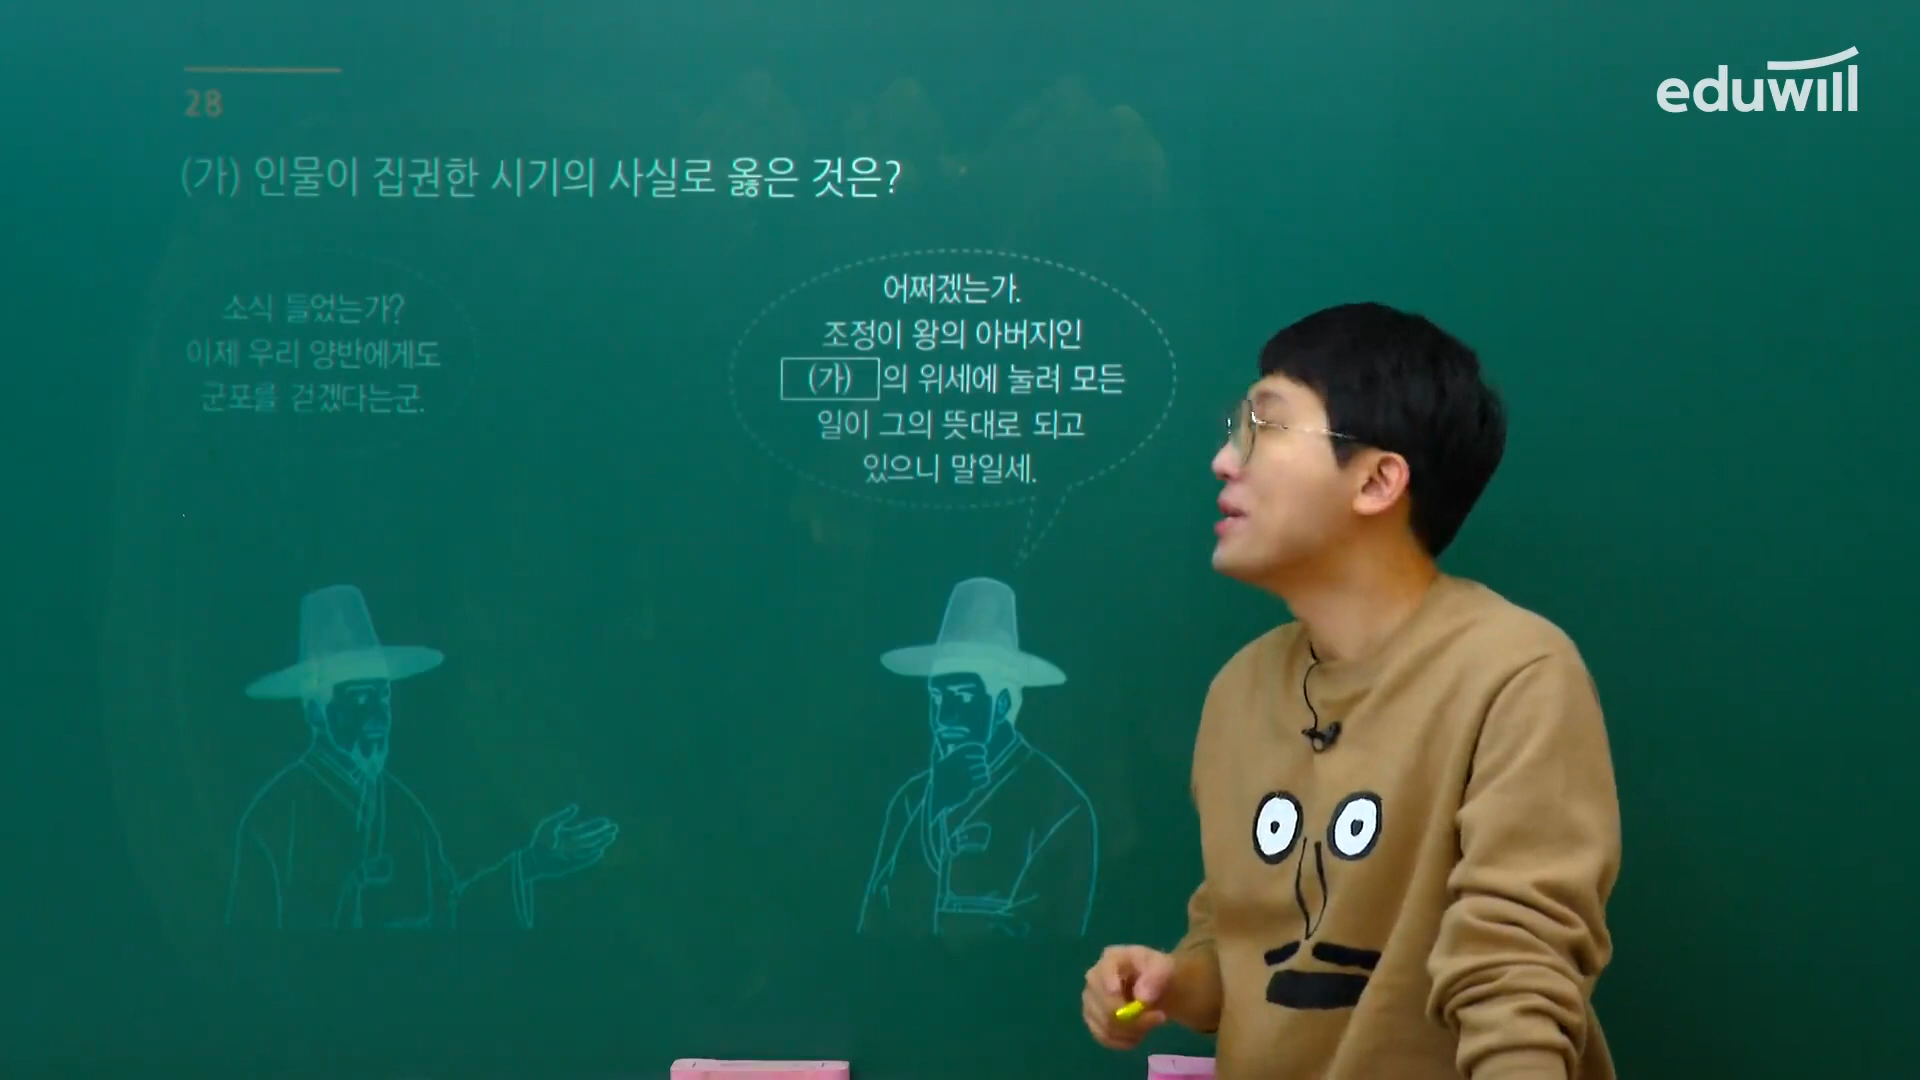 eduwill
28
(가) 인물이 집권한 시기의 사실로 옳은 것은?
소식 들었는가?
이제 우리 양반에게도
군포를 걷겠다는군.
어쩌겠는가.
조정이 왕의 아버지인
(가) 의 위세에 눌려 모든
일이 그의 뜻대로 되고
있으니 말일세.